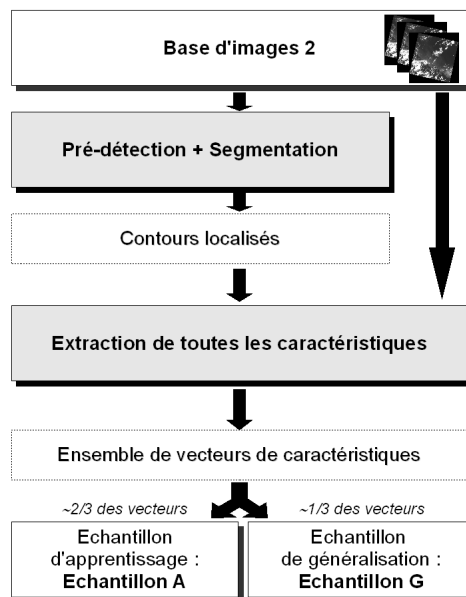 Base d'images 2
Pré-détection + Segmentation
Contours localisés
Extraction de toutes les caractéristiques
Ensemble de vecteurs de caractéristiques
~2/3 des vecteurs
~1/3 des vecteurs
Echantillon
d'apprentissage :
Echantillon A
Echantillon
de généralisation :
Echantillon G